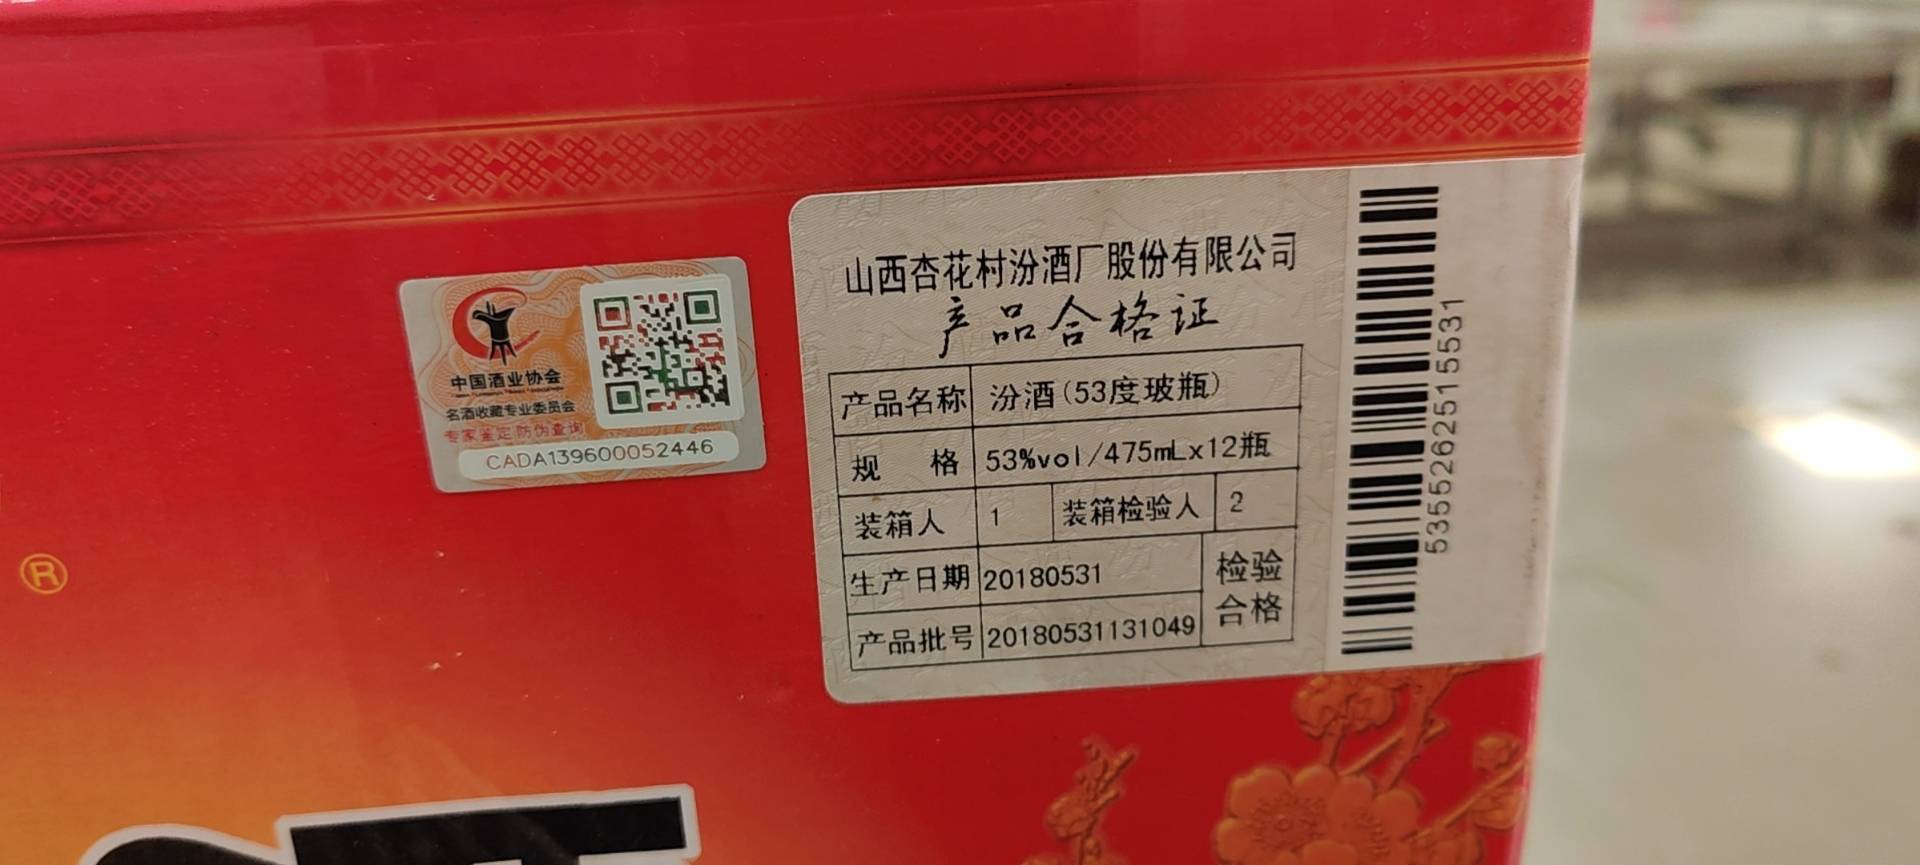 ®
中国酒业协会
名酒收藏专业委员会
专家鉴定 防伪查询
CADA139600052446
山西杏花村汾酒厂股份有限公司
产品合格证
产品名称 汾酒(53度玻瓶)
规 格 53%vol/475mLx12瓶
装箱人 1 装箱检验人 2
生产日期 20180531
产品批号 20180531131049
检验
合格
5355262515531